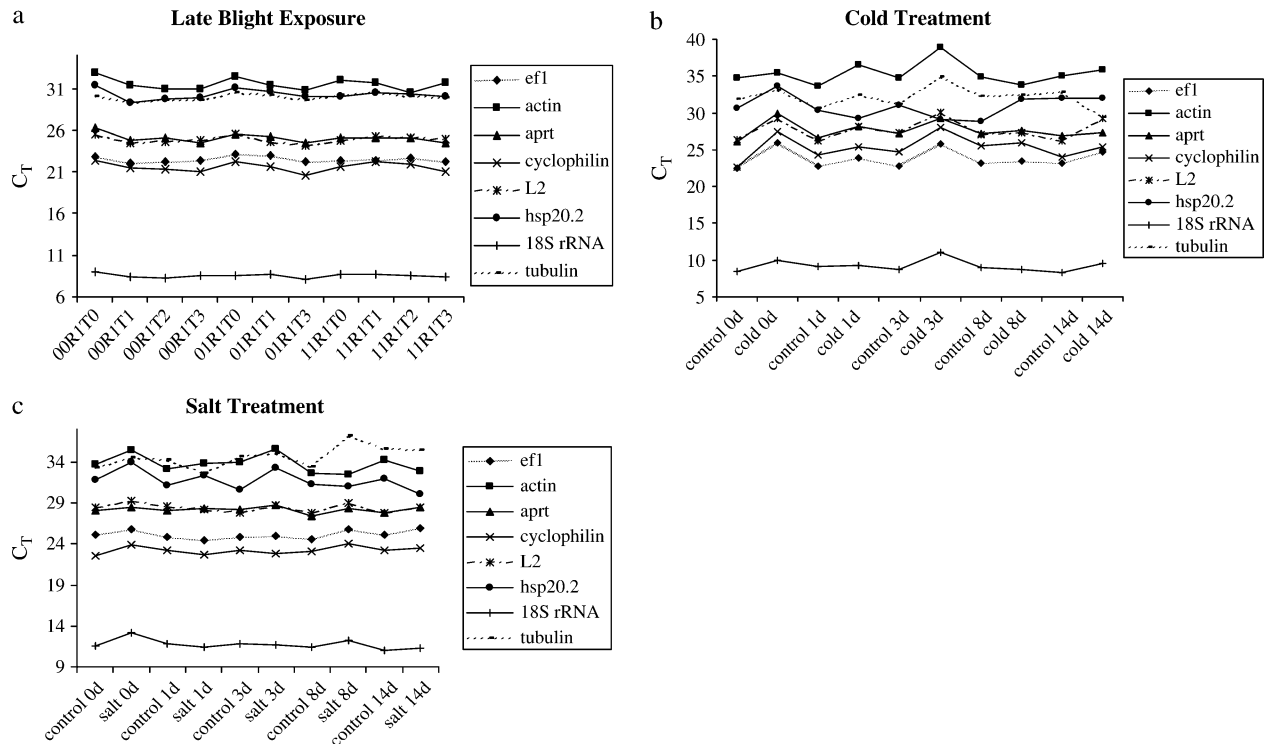 a
Late Blight Exposure
C_T
31
26
21
16
9
6
00R1T0
00R1T1
00R1T2
00R1T3
01R1T0
01R1T1
01R1T3
11R1T0
11R1T1
11R1T2
11R1T3
ef1
actin
aprt
cyclophilin
L2
hsp20.2
18S rRNA
tubulin
b
Cold Treatment
C_T
40
35
30
25
20
15
10
5
control 0d
cold 0d
control 1d
cold 1d
control 3d
cold 3d
control 8d
cold 8d
control 14d
cold 14d
ef1
actin
aprt
cyclophilin
L2
hsp20.2
18S rRNA
tubulin
c
Salt Treatment
C_T
34
29
24
19
14
9
control 0d
salt 0d
control 1d
salt 1d
control 3d
salt 3d
control 8d
salt 8d
control 14d
salt 14d
ef1
actin
aprt
cyclophilin
L2
hsp20.2
18S rRNA
tubulin